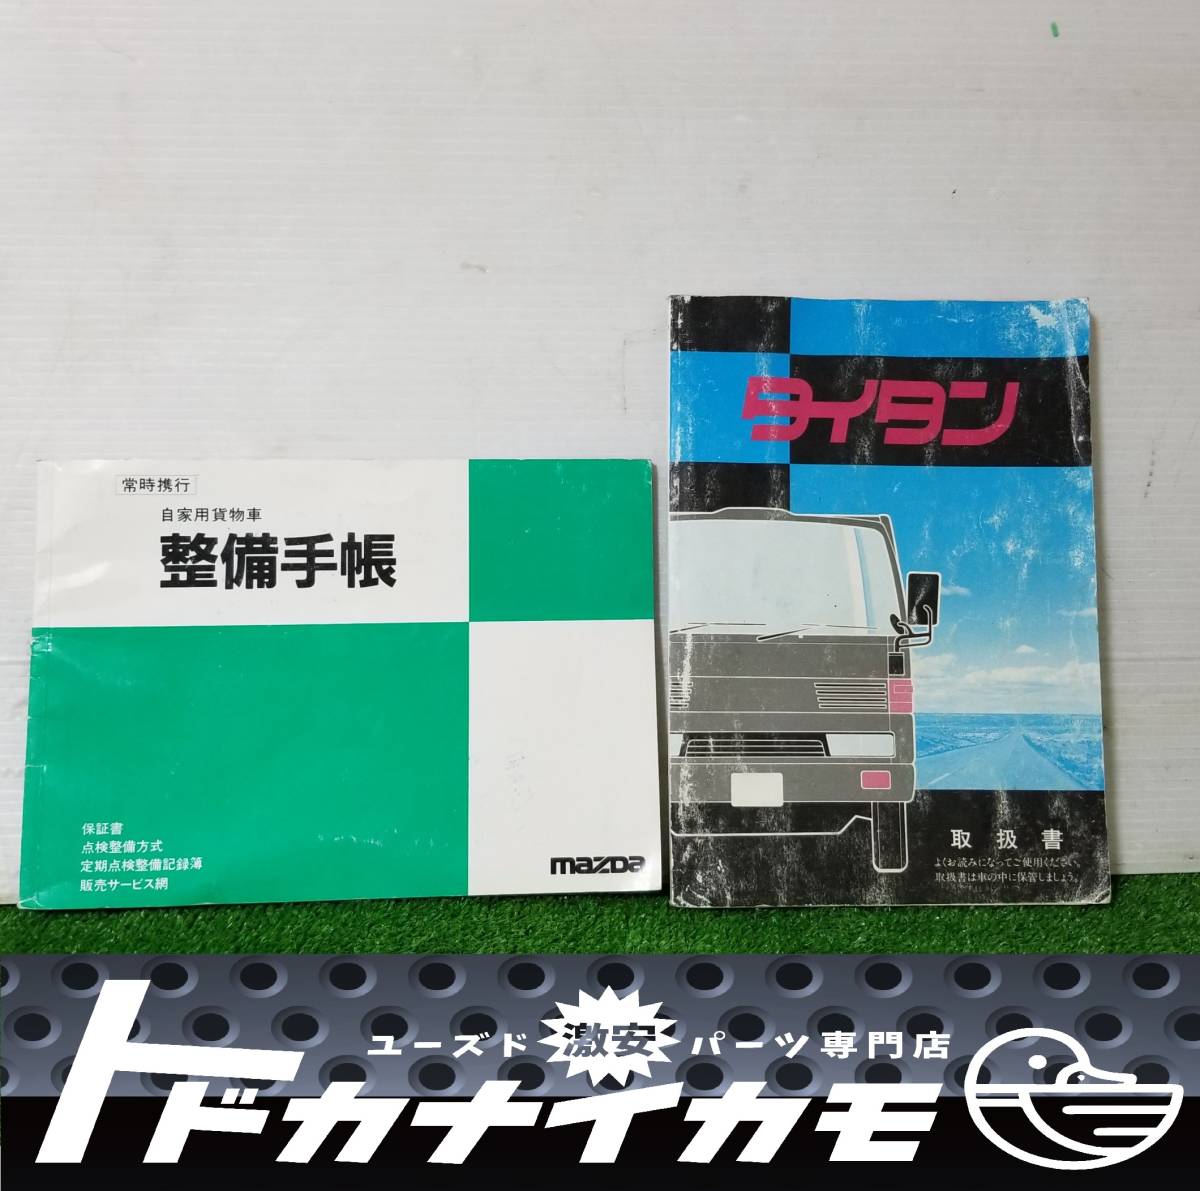 常時携行
自家用貨物車
整備手帳
保証書
点検整備方式
定期点検整備記録簿
販売サービス網
mazda
タイタン
取扱書
よくお読みになってご使用ください。
取扱書は車の中に保管しましょう。
ユーズド激安パーツ専門店
トドカナイカモ